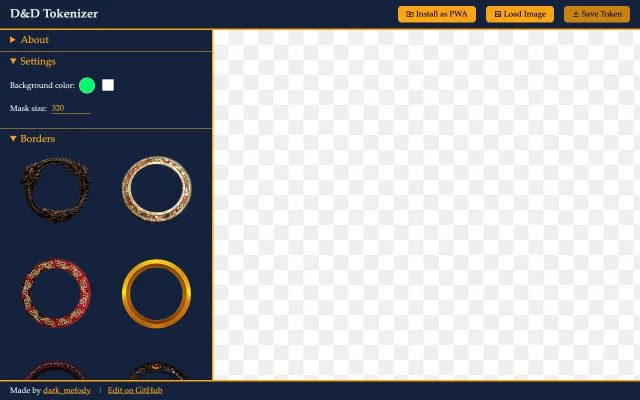 D&D Tokenizer
Install as PWA
Load Image
Save Token
About
Settings
Background color:
Mask size: 320
Borders
Made by dark_mefody | Edit on GitHub